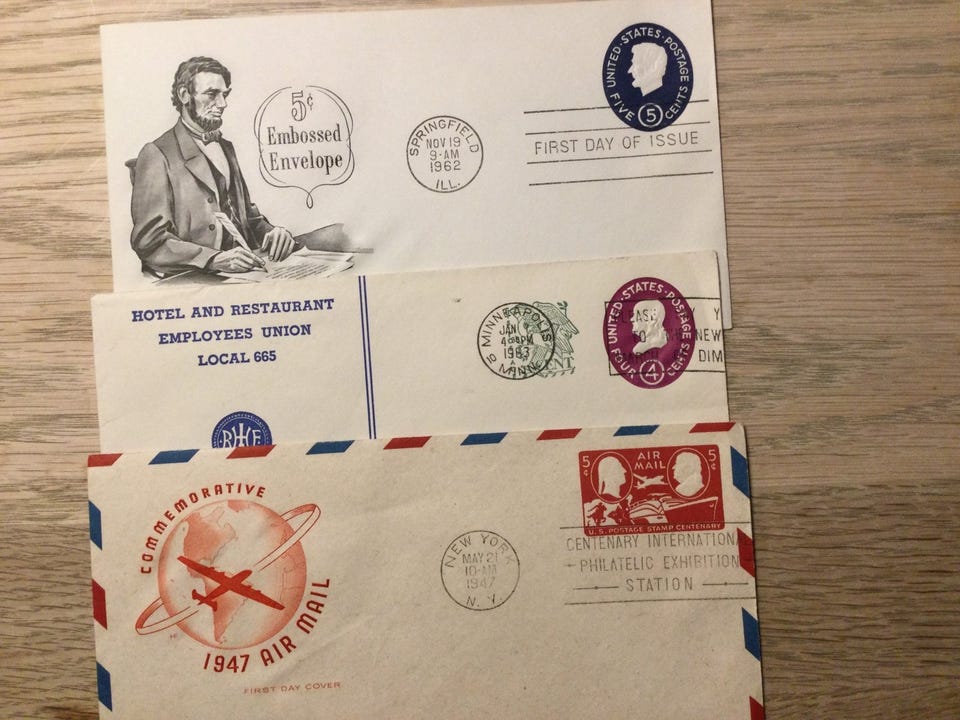 5¢
Embossed
Envelope
SPRINGFIELD
NOV 19
9-AM
1962
ILL.
UNITED·STATES·POSTAGE
FIVE 5 CENTS
FIRST DAY OF ISSUE
HOTEL AND RESTAURANT
EMPLOYEES UNION
LOCAL 665
MINNEAPOLIS
JAN
1963
MINN
UNITED·STATES·POSTAGE
FOUR 4 CENTS
NEW
DIM
COMMEMORATIVE
1947 AIR MAIL
FIRST DAY COVER
NEW YORK
MAY 21
10-AM
1947
N. Y.
5¢ AIR MAIL 5¢
U.S. POSTAGE STAMP CENTENARY
CENTENARY INTERNATIONAL
PHILATELIC EXHIBITION
STATION